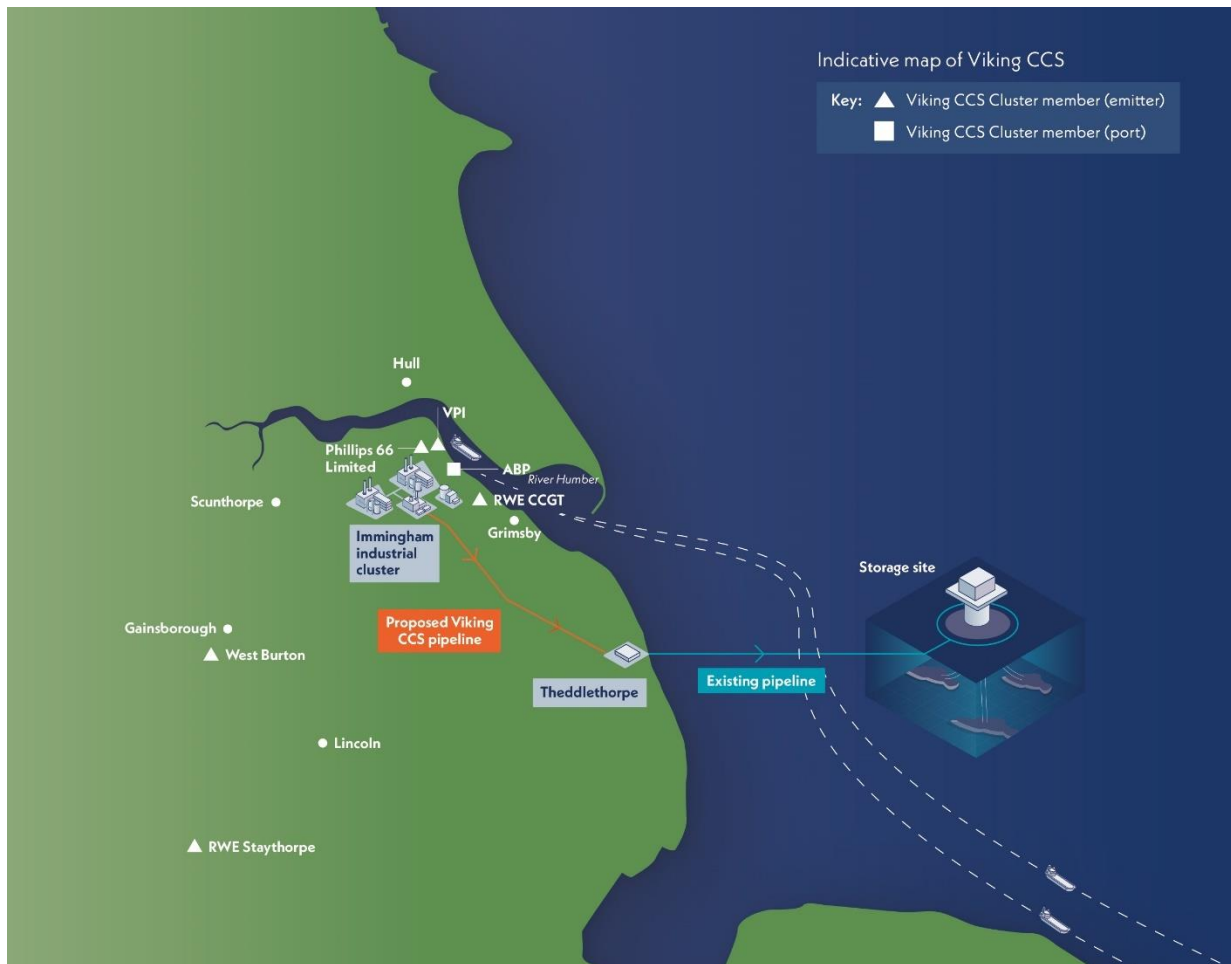 Indicative map of Viking CCS
Key:
Viking CCS Cluster member (emitter)
Viking CCS Cluster member (port)
Hull
VPI
Phillips 66
Limited
ABP
River Humber
Scunthorpe
RWE CCGT
Grimsby
Immingham
industrial
cluster
Storage site
Gainsborough
Proposed Viking
CCS pipeline
West Burton
Existing pipeline
Theddlethorpe
Lincoln
RWE Staythorpe